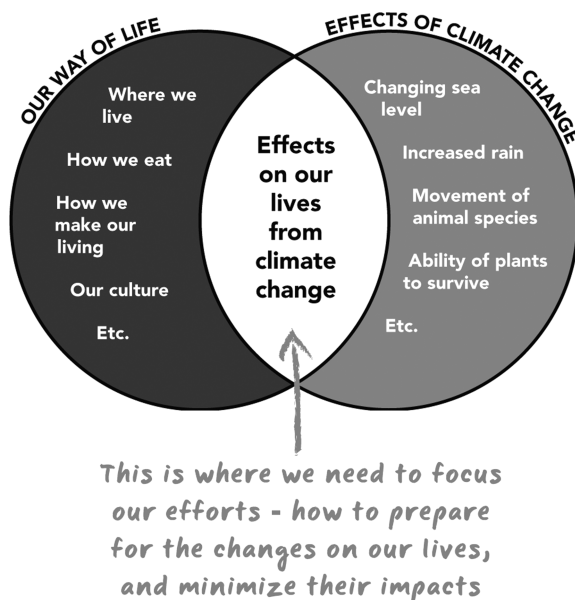 OUR WAY OF LIFE
EFFECTS OF CLIMATE CHANGE
Where we
live
How we eat
How we
make our
living
Our culture
Etc.
Effects
on our
lives
from
climate
change
Changing sea
level
Increased rain
Movement of
animal species
Ability of plants
to survive
Etc.
This is where we need to focus
our efforts - how to prepare
for the changes on our lives,
and minimize their impacts